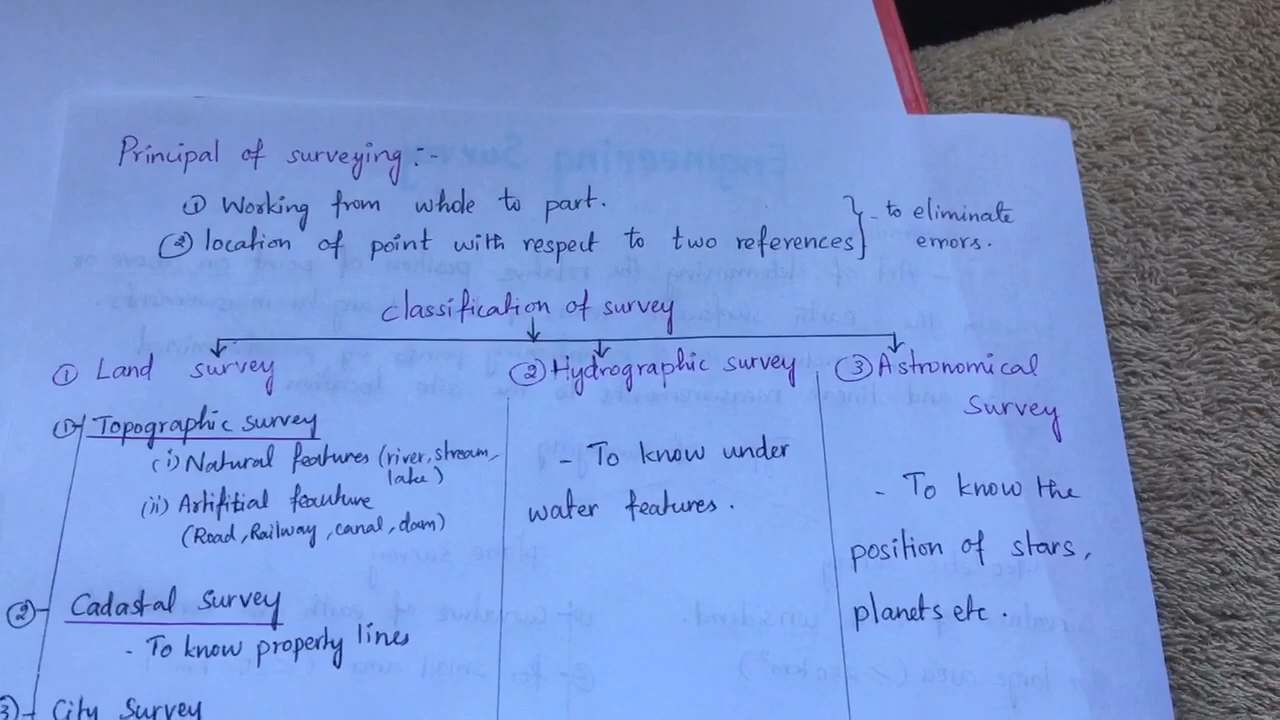 Principal of surveying :-
① Working from whole to part.
② location of point with respect to two references } - to eliminate errors.
classification of survey
① Land survey
① Topographic survey
(i) Natural features (river, stream, lake)
(ii) Artifitial feauture
(Road, Railway, canal, dam)
② Cadastal survey
- To know property lines
③ City Survey
② Hydrographic survey
- To know under
water features.
③ Astronomical
Survey
- To know the
position of stars,
planets etc.